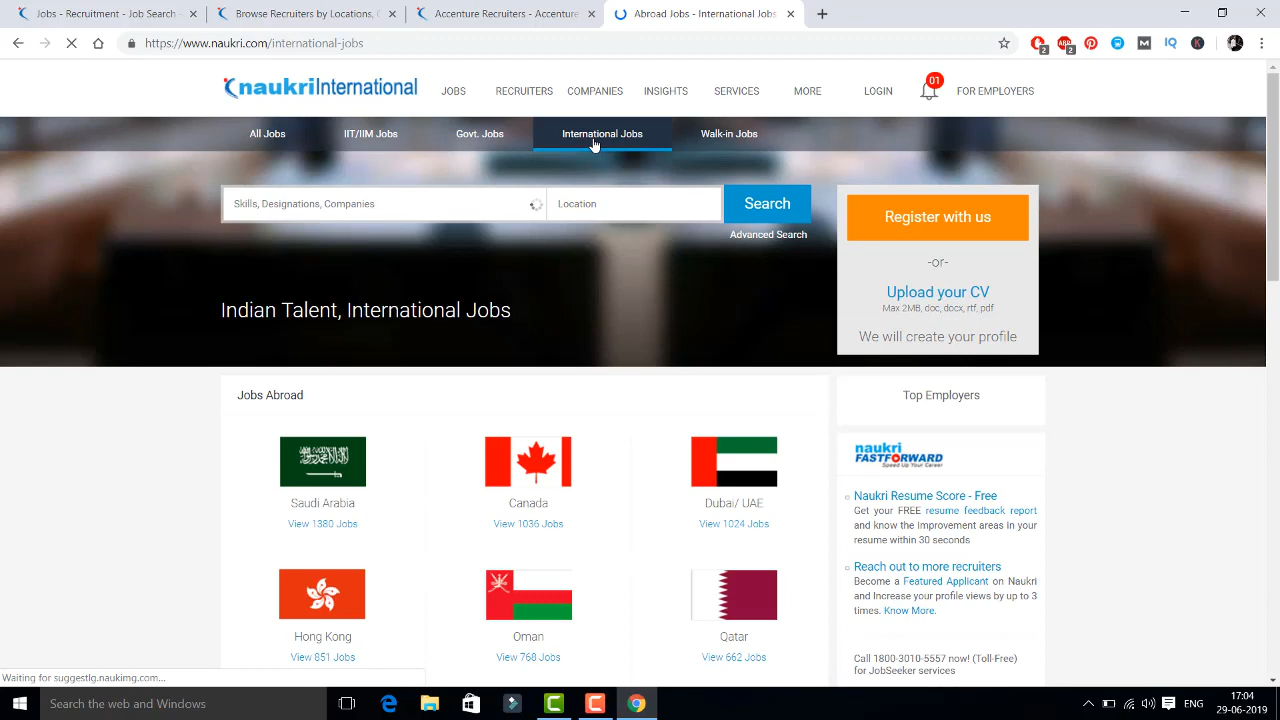 Jobs - Recruitment - Job Search
Browse Recruiters by Locations, C
Accenture Recruiters - Accenture
Abroad Jobs - International Jobs
https://www.naukri.com/international-jobs
2
2
IQ
naukriInternational
JOBS
RECRUITERS
COMPANIES
INSIGHTS
SERVICES
MORE
LOGIN
01
FOR EMPLOYERS
All Jobs
IIT/IIM Jobs
Govt. Jobs
International Jobs
Walk-in Jobs
Skills, Designations, Companies
Location
Search
Advanced Search
Register with us
-or-
Upload your CV
Max 2MB, doc, docx, rtf, pdf
We will create your profile
Indian Talent, International Jobs
Jobs Abroad
Top Employers
Saudi Arabia
View 1380 Jobs
Canada
View 1036 Jobs
Dubai/ UAE
View 1024 Jobs
Hong Kong
View 851 Jobs
Oman
View 768 Jobs
Qatar
View 662 Jobs
naukri
FASTFORWARD
Speed Up Your Career
Naukri Resume Score - Free
Get your FREE resume feedback report
and know the improvement areas in your
resume within 30 seconds
Reach out to more recruiters
Become a Featured Applicant on Naukri
and Increase your profile views by up to 3
times. Know More.
Call 1800-3010-5557 now! (Toll-Free)
for JobSeeker services
Waiting for suggestlg.naukimg.com...
Search the web and Windows
ENG
17:04
29-06-2019